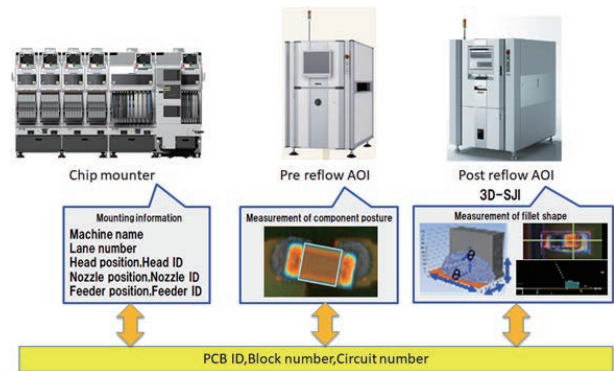 Chip mounter
Pre reflow AOI
Post reflow AOI
3D-SJI
Mounting information
Machine name
Lane number
Head position.Head ID
Nozzle position.Nozzle ID
Feeder position.Feeder ID
Measurement of component posture
Measurement of fillet shape
θ
θ
PCB ID,Block number,Circuit number